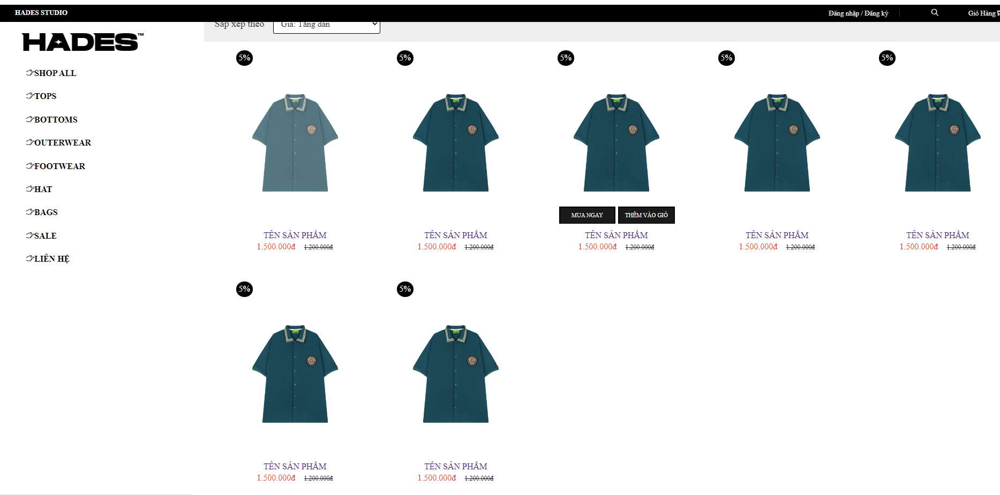 HADES STUDIO
Đăng nhập / Đăng ký
Giỏ Hàng
HADES™
Sắp xếp theo
Giá: Tăng dần
SHOP ALL
TOPS
BOTTOMS
OUTERWEAR
FOOTWEAR
HAT
BAGS
SALE
LIÊN HỆ
5% 5% 5% 5% 5%
MUA NGAY THÊM VÀO GIỎ
TÊN SẢN PHẨM TÊN SẢN PHẨM TÊN SẢN PHẨM TÊN SẢN PHẨM TÊN SẢN PHẨM
1.500.000đ 1.200.000đ 1.500.000đ 1.200.000đ 1.500.000đ 1.200.000đ 1.500.000đ 1.200.000đ 1.500.000đ 1.200.000đ
5% 5%
TÊN SẢN PHẨM TÊN SẢN PHẨM
1.500.000đ 1.200.000đ 1.500.000đ 1.200.000đ